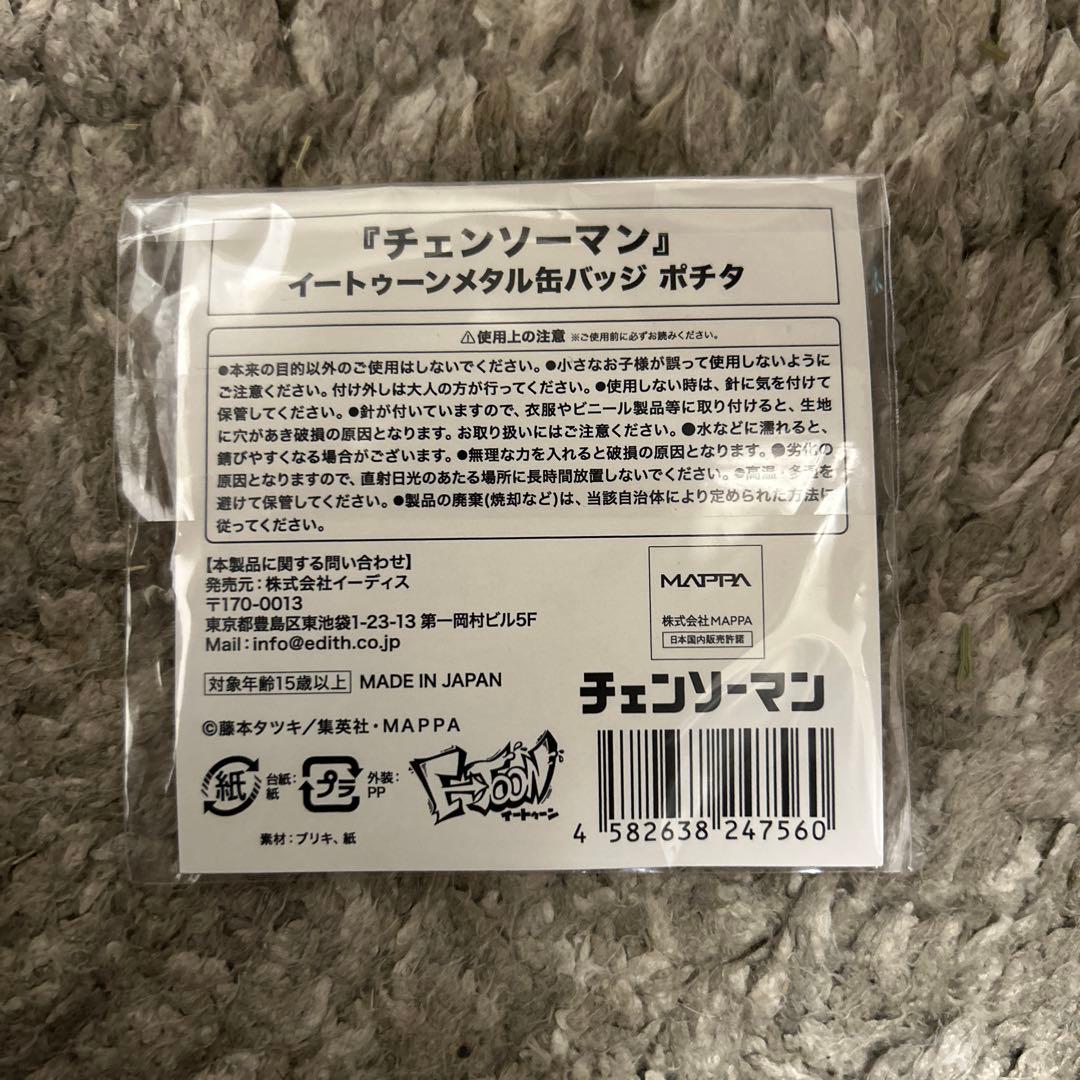 『チェンソーマン』
イートゥーンメタル缶バッジ ポチタ
⚠使用上の注意 ※ご使用前に必ずお読みください。
●本来の目的以外のご使用はしないでください。●小さなお子様が誤って使用しないように
ご注意ください。付け外しは大人の方が行ってください。●使用しない時は、針に気を付けて
保管してください。●針が付いていますので、衣服やビニール製品等に取り付けると、生地
に穴があき破損の原因となります。お取り扱いにはご注意ください。●水などに濡れると、
錆びやすくなる場合がございます。●無理な力を入れると破損の原因となります。●劣化の
原因となりますので、直射日光のあたる場所に長時間放置しないでください。●高温・多湿を
避けて保管してください。●製品の廃棄(焼却など)は、当該自治体により定められた方法に
従ってください。
【本製品に関する問い合わせ】
発売元：株式会社イーディス
〒170-0013
東京都豊島区東池袋1-23-13 第一岡村ビル5F
Mail：info@edith.co.jp
MAPPA
株式会社MAPPA
日本国内販売許諾
対象年齢15歳以上 MADE IN JAPAN
チェンソーマン
©藤本タツキ／集英社・MAPPA
紙
台紙：
紙
プラ
外装：
PP
EーTOON
イートゥーン
素材：ブリキ、紙
4 582638 247560